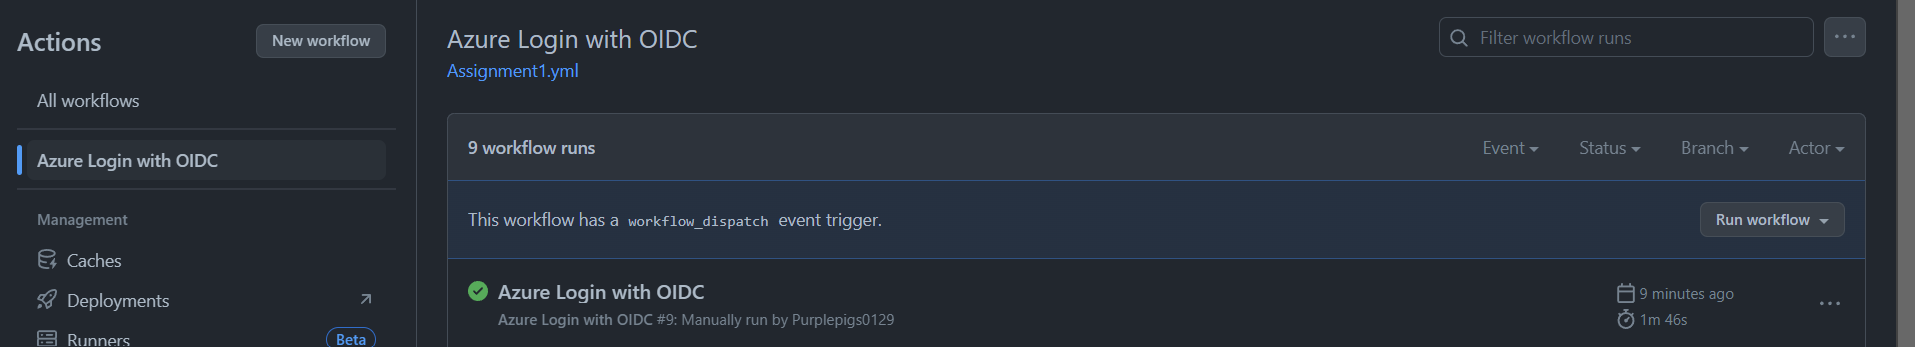 Actions
New workflow
All workflows
Azure Login with OIDC
Management
Caches
Deployments
Runners
Beta
Azure Login with OIDC
Assignment1.yml
Filter workflow runs
9 workflow runs
Event
Status
Branch
Actor
This workflow has a workflow_dispatch event trigger.
Run workflow
Azure Login with OIDC
Azure Login with OIDC #9: Manually run by Purplepigs0129
9 minutes ago
1m 46s